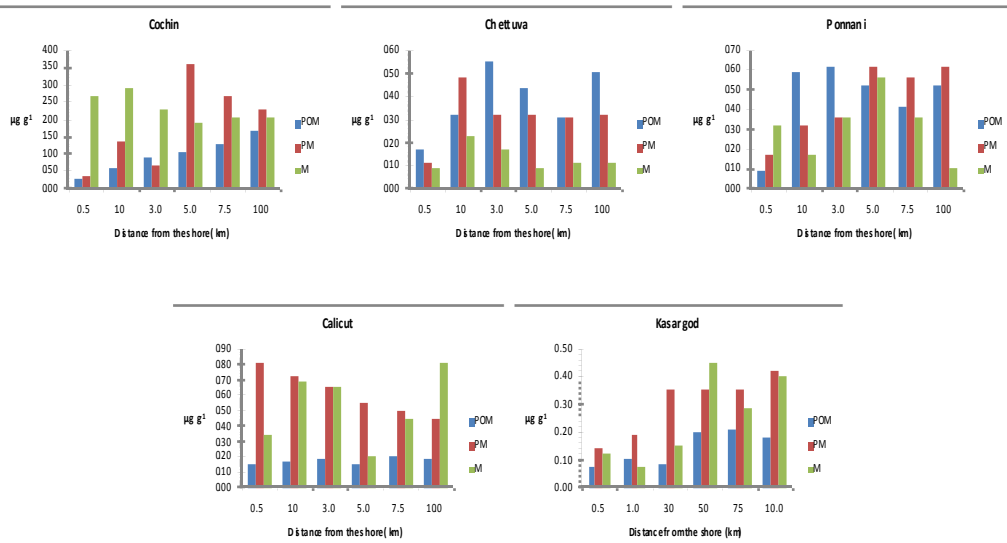 Cochin
400
350
300
250
200
150
100
050
000
µg g¹
POM
PM
M
0.5 10 3.0 5.0 7.5 100
Distance from the shore( km)
Chettuva
060
050
040
030
020
010
000
µg g¹
POM
PM
M
0.5 10 3.0 5.0 7.5 100
Distance from the shore( km)
Ponnani
070
060
050
040
030
020
010
000
µg g¹
POM
PM
M
0.5 10 3.0 5.0 7.5 100
Distance from the shore( km)
Calicut
090
080
070
060
050
040
030
020
010
000
µg g¹
POM
PM
M
0.5 10 3.0 5.0 7.5 100
Distance from the shore( km)
Kasargod
0.50
0.40
0.30
0.20
0.10
0.00
µg g¹
POM
PM
M
0.5 1.0 30 50 75 10.0
Distance from the shore (km)